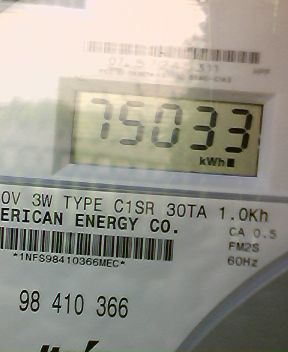 75033
kWh
0V 3W TYPE C1SR 30TA 1.0Kh
ERICAN ENERGY CO.
CA 0.5
FM2S
60Hz
*1NFS98410366MEC*
98 410 366